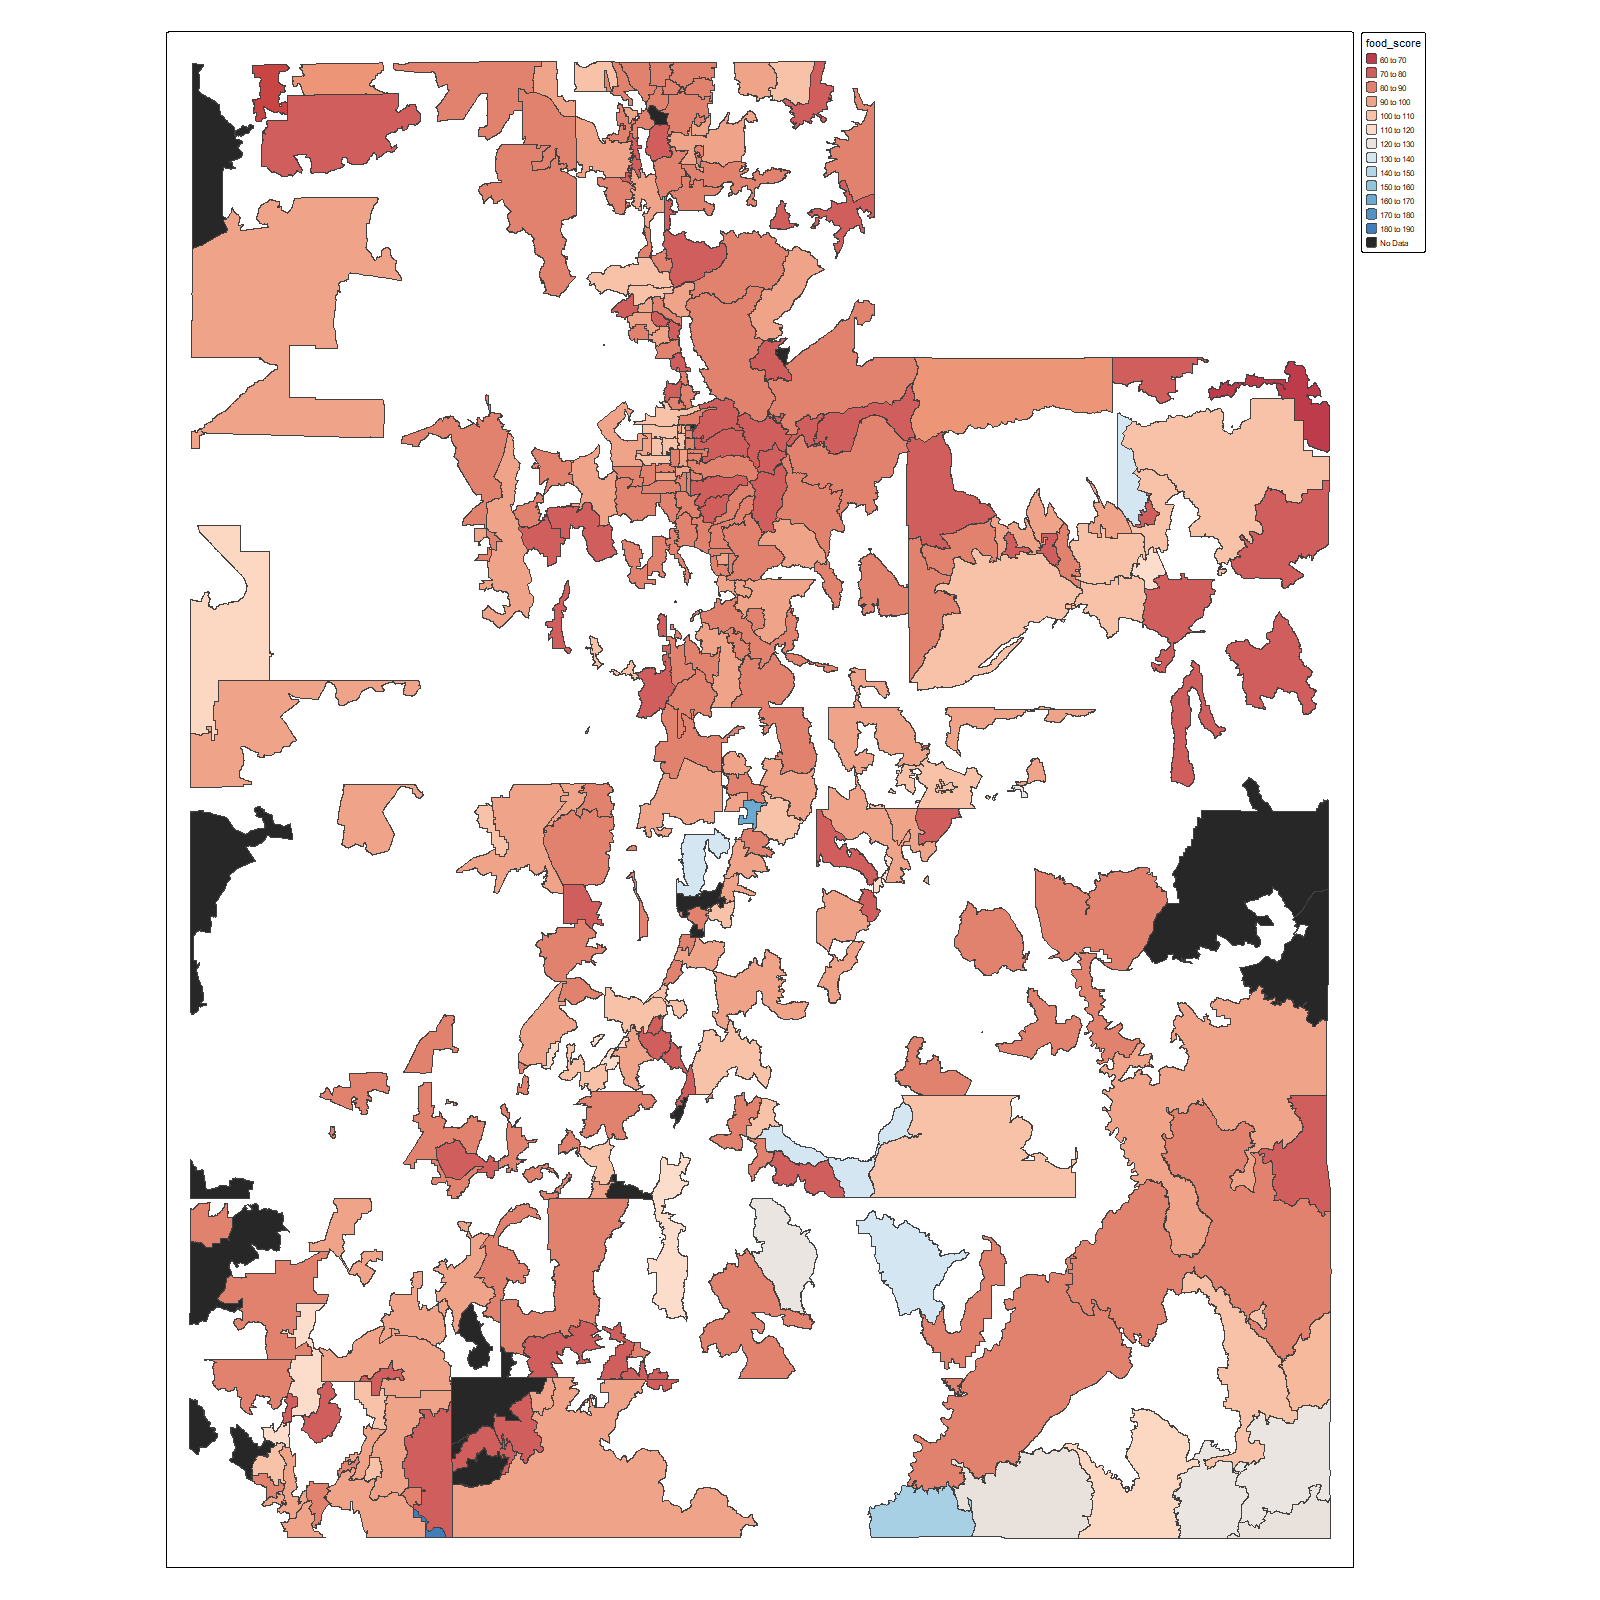 food_score
60 to 70
70 to 80
80 to 90
90 to 100
100 to 110
110 to 120
120 to 130
130 to 140
140 to 150
150 to 160
160 to 170
170 to 180
180 to 190
No Data